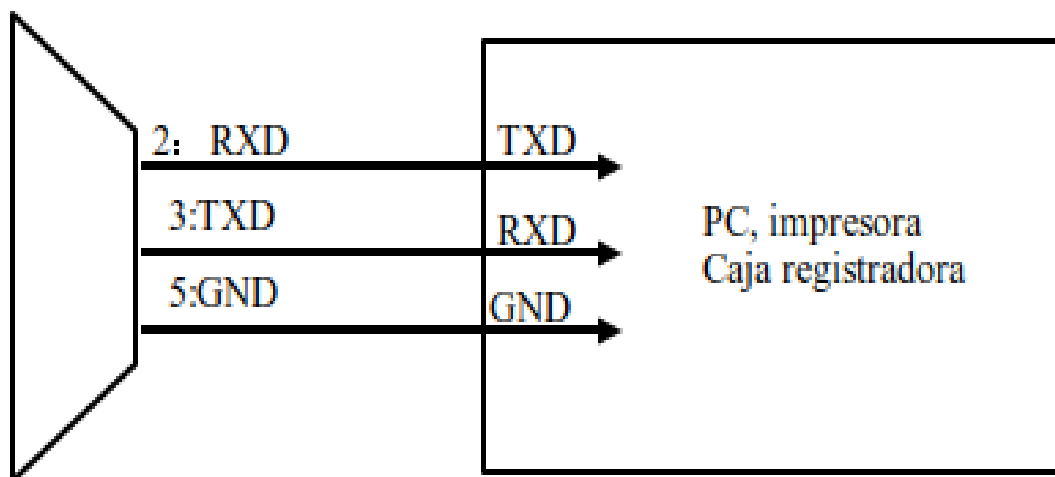 2： RXD
TXD
3:TXD
RXD
5:GND
GND
PC, impresora
Caja registradora